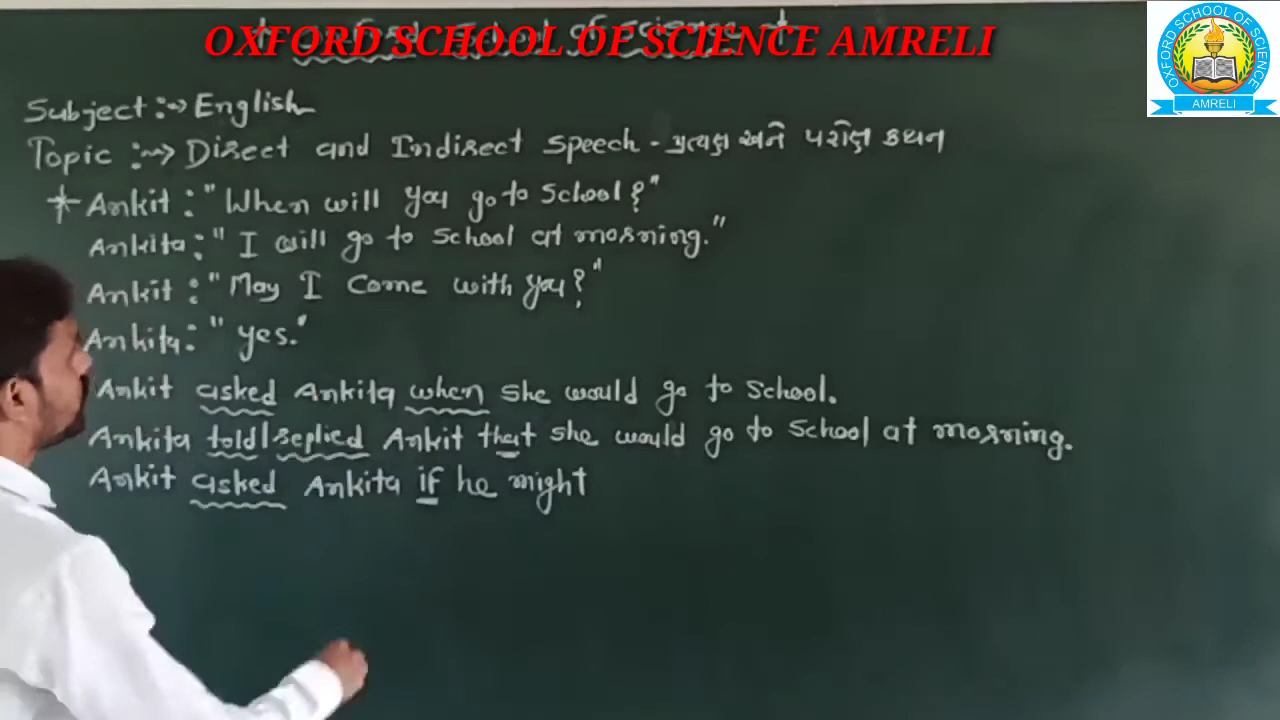 OXFORD SCHOOL OF SCIENCE AMRELI
OXFORD SCHOOL OF SCIENCE
AMRELI
Subject :→ English
Topic :→ Direct and Indirect speech - પ્રત્યક્ષ અને પરોક્ષ કથન
* Ankit : "When will you go to School?"
Ankita : "I will go to School at morning."
Ankit : "May I Come with you?"
Ankita : "yes."
Ankit asked Ankita when she would go to School.
Ankita told/replied Ankit that she would go to School at morning.
Ankit asked Ankita if he might